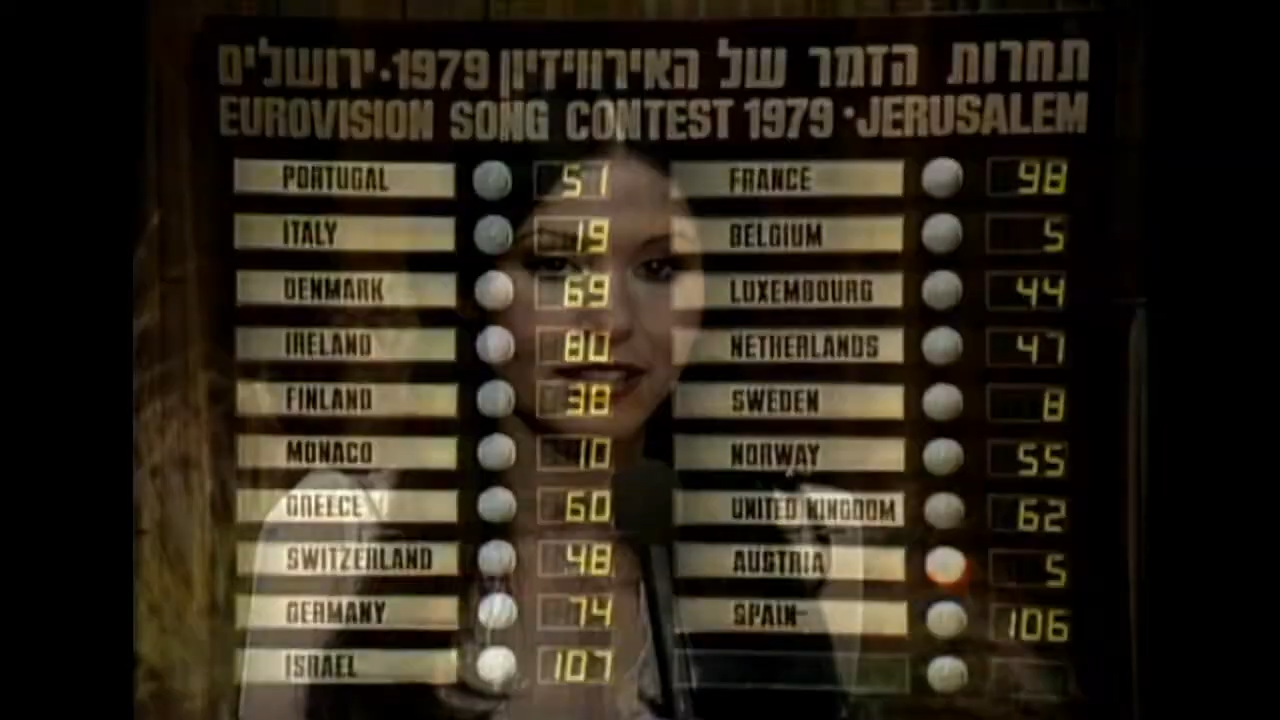 תחרות הזמר של האירוויזיון 1979 · ירושלים
EUROVISION SONG CONTEST 1979 · JERUSALEM
PORTUGAL 51
ITALY 19
DENMARK 69
IRELAND 80
FINLAND 38
MONACO 10
GREECE 60
SWITZERLAND 48
GERMANY 74
ISRAEL 107
FRANCE 98
BELGIUM 5
LUXEMBOURG 44
NETHERLANDS 47
SWEDEN 8
NORWAY 55
UNITED KINGDOM 62
AUSTRIA 5
SPAIN 106